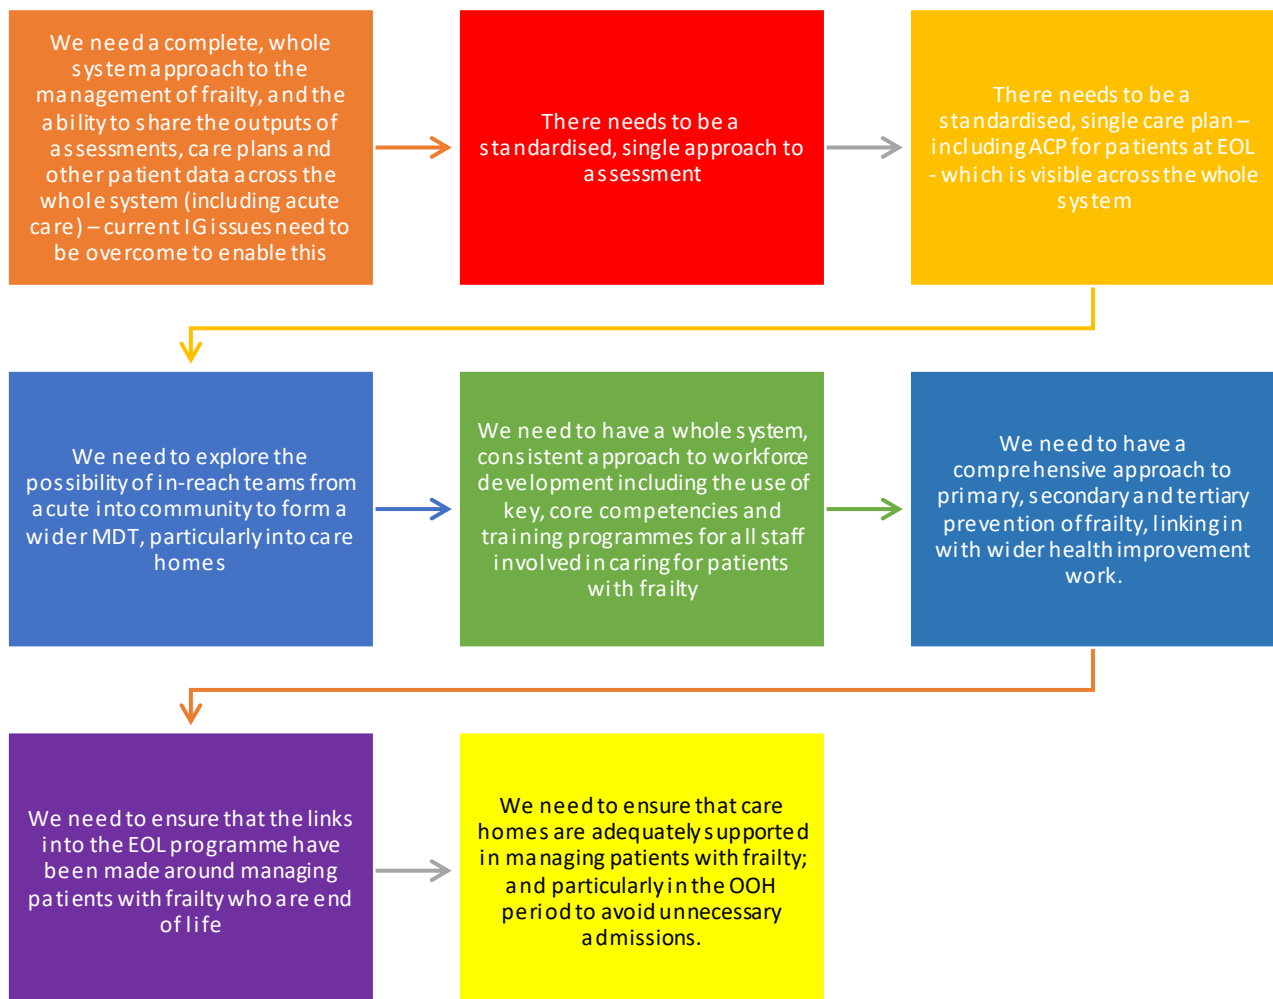 We need a complete, whole
system approach to the
management of frailty, and the
ability to share the outputs of
assessments, care plans and
other patient data across the
whole system (including acute
care) – current IG issues need to
be overcome to enable this
There needs to be a
standardised, single approach to
assessment
There needs to be a
standardised, single care plan –
including ACP for patients at EOL
- which is visible across the whole
system
We need to explore the
possibility of in-reach teams from
acute into community to form a
wider MDT, particularly into care
homes
We need to have a whole system,
consistent approach to workforce
development including the use of
key, core competencies and
training programmes for all staff
involved in caring for patients
with frailty
We need to have a
comprehensive approach to
primary, secondary and tertiary
prevention of frailty, linking in
with wider health improvement
work.
We need to ensure that the links
into the EOL programme have
been made around managing
patients with frailty who are end
of life
We need to ensure that care
homes are adequately supported
in managing patients with frailty;
and particularly in the OOH
period to avoid unnecessary
admissions.